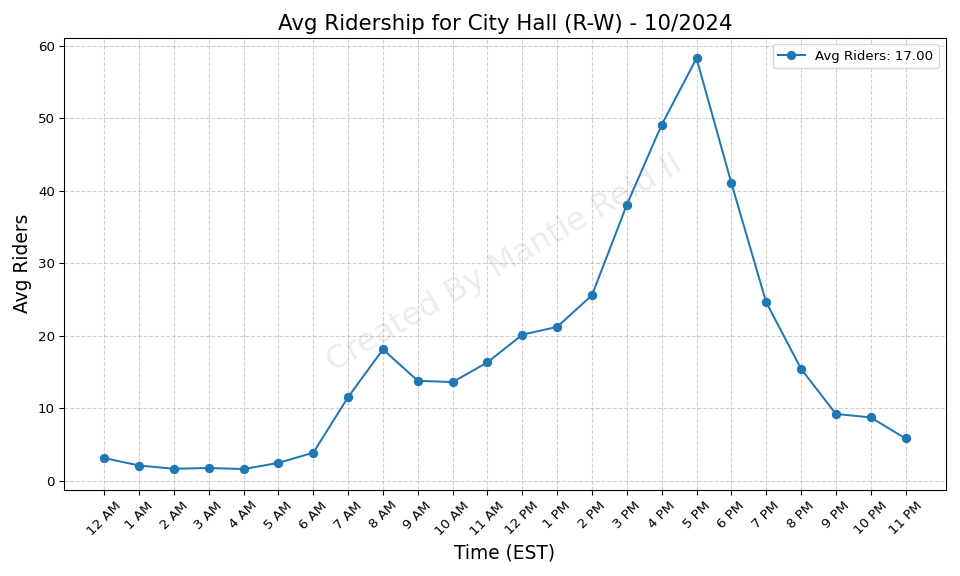 Avg Ridership for City Hall (R-W) - 10/2024
Avg Riders: 17.00
60
50
40
30
20
10
0
Avg Riders
Created By Mantie Reid II
12 AM
1 AM
2 AM
3 AM
4 AM
5 AM
6 AM
7 AM
8 AM
9 AM
10 AM
11 AM
12 PM
1 PM
2 PM
3 PM
4 PM
5 PM
6 PM
7 PM
8 PM
9 PM
10 PM
11 PM
Time (EST)